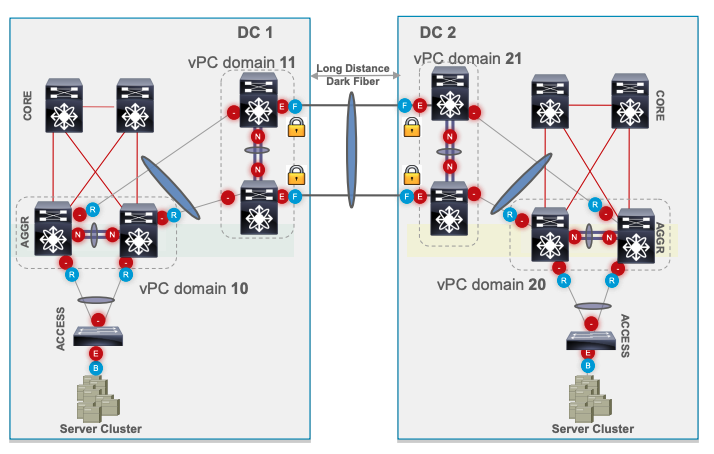 DC 1
DC 2
vPC domain 11
Long Distance
Dark Fiber
vPC domain 21
CORE
CORE
-
E
F
F
E
-
N
N
N
N
-
E
F
F
E
-
R
-
R
-
R
-
R
-
AGGR
N
N
N
N
AGGR
-
-
R
R
vPC domain 10
vPC domain 20
-
-
R
R
ACCESS
-
-
ACCESS
E
B
E
B
Server Cluster
Server Cluster